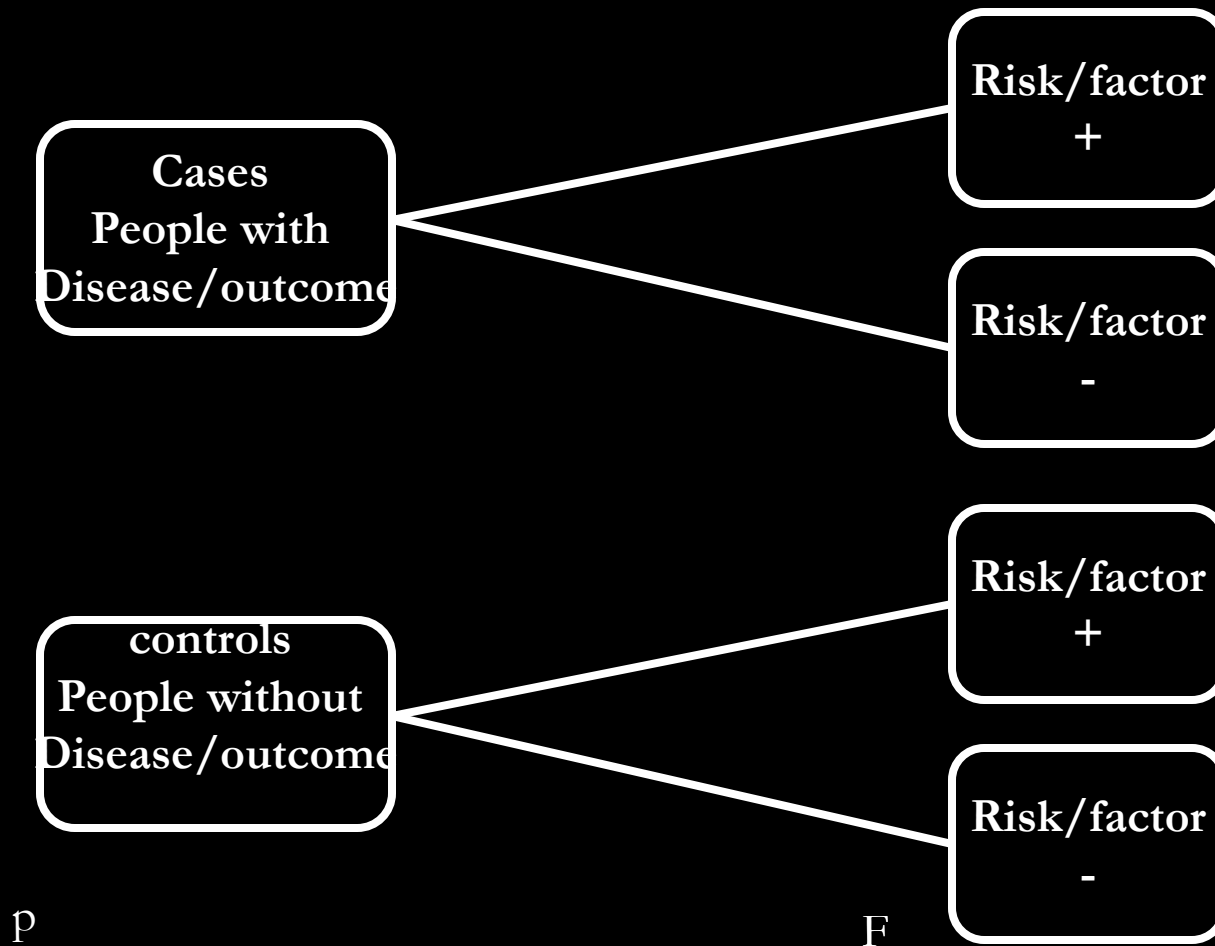 Cases
People with
Disease/outcome
Risk/factor
+
Risk/factor
-
controls
People without
Disease/outcome
Risk/factor
+
Risk/factor
-
p
F